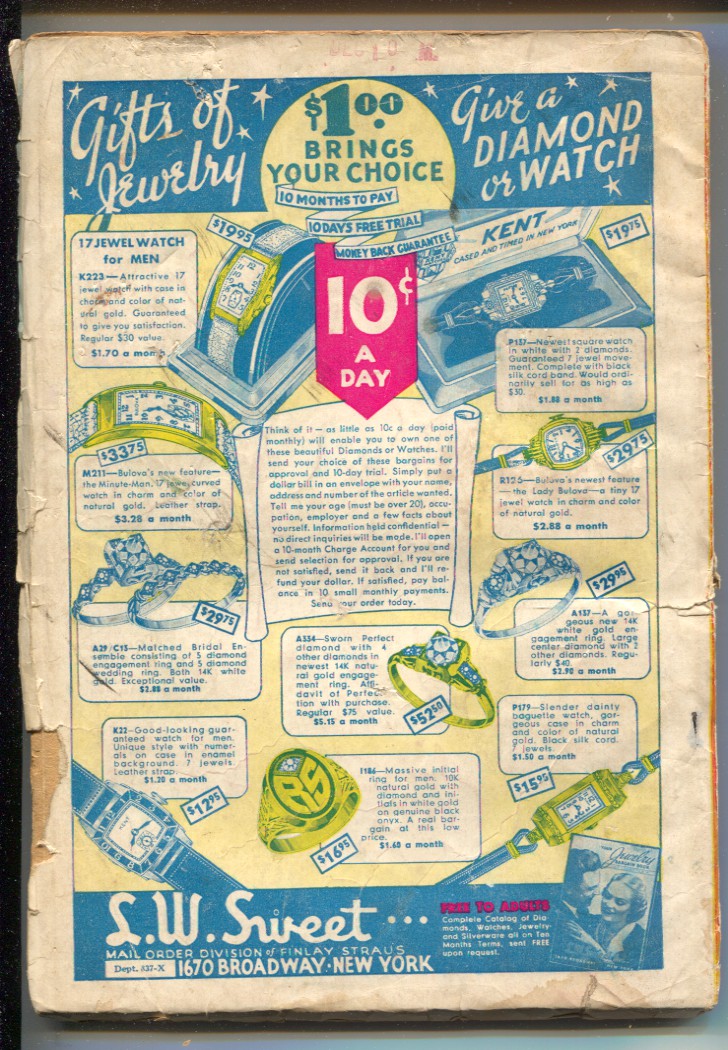 DEC 10
Gifts of
Jewelry
$1.00
BRINGS
YOUR CHOICE
10 MONTHS TO PAY
10 DAYS FREE TRIAL
MONEY BACK GUARANTEE
Give a
DIAMOND
or WATCH
17 JEWEL WATCH
for MEN
K223—Attractive 17
jewel watch with case in
charm and color of nat-
ural gold. Guaranteed
to give you satisfaction.
Regular $30 value.
$1.70 a month
$19.95
KENT
CASED AND TIMED IN NEW YORK
$19.75
10¢
A
DAY
P137—Newest square watch
in white with 2 diamonds.
Guaranteed 7 jewel move-
ment. Complete with black
silk cord band. Would ordi-
narily sell for as high as
$30.
$1.88 a month
$33.75
M211—Bulova's new feature—
the Minute-Man. 17 jewel curved
watch in charm and color of
natural gold. Leather strap.
$3.28 a month
Think of it—as little as 10c a day (paid
monthly) will enable you to own one of
these beautiful Diamonds or Watches. I'll
send your choice of these bargains for
approval and 10-day trial. Simply put a
dollar bill in an envelope with your name,
address and number of the article wanted.
Tell me your age (must be over 20), occu-
pation, employer and a few facts about
yourself. Information held confidential—
no direct inquiries will be made. I'll open
a 10-month Charge Account for you and
send selection for approval. If you are
not satisfied, send it back and I'll re-
fund your dollar. If satisfied, pay bal-
ance in 10 small monthly payments.
Send your order today.
$29.75
R125—Bulova's newest feature
—the Lady Bulova—a tiny 17
jewel watch in charm and color
of natural gold.
$2.88 a month
$29.75
A29/C13—Matched Bridal En-
semble consisting of 5 diamond
engagement ring and 5 diamond
wedding ring. Both 14K white
gold. Exceptional value.
$2.88 a month
$29.95
A137—A gor-
geous new 14K
white gold en-
gagement ring. Large
center diamond with 2
other diamonds. Regu-
larly $40.
$2.90 a month
A334—Sworn Perfect
diamond with 4
other diamonds in
newest 14K natu-
ral gold engage-
ment ring. Affi-
davit of Perfec-
tion with purchase.
Regular $75 value.
$5.15 a month
$52.50
K22—Good-looking guar-
anteed watch for men.
Unique style with numer-
als on case in enamel
background. 7 jewels.
Leather strap.
$1.20 a month
$12.95
P179—Slender dainty
baguette watch, gor-
geous case in charm
and color of natural
gold. Black silk cord.
7 jewels.
$1.50 a month
$15.95
RS
I186—Massive initial
ring for men. 10K
natural gold with
diamond and ini-
tials in white gold
on genuine black
onyx. A real bar-
gain at this low
price.
$1.60 a month
$16.95
L.W. Sweet...
MAIL ORDER DIVISION of FINLAY STRAUS
Dept. 837-X
1670 BROADWAY·NEW YORK
FREE TO ADULTS
Complete Catalog of Dia-
monds, Watches, Jewelry
and Silverware all on Ten
Months Terms, sent FREE
upon request.
Jewelry